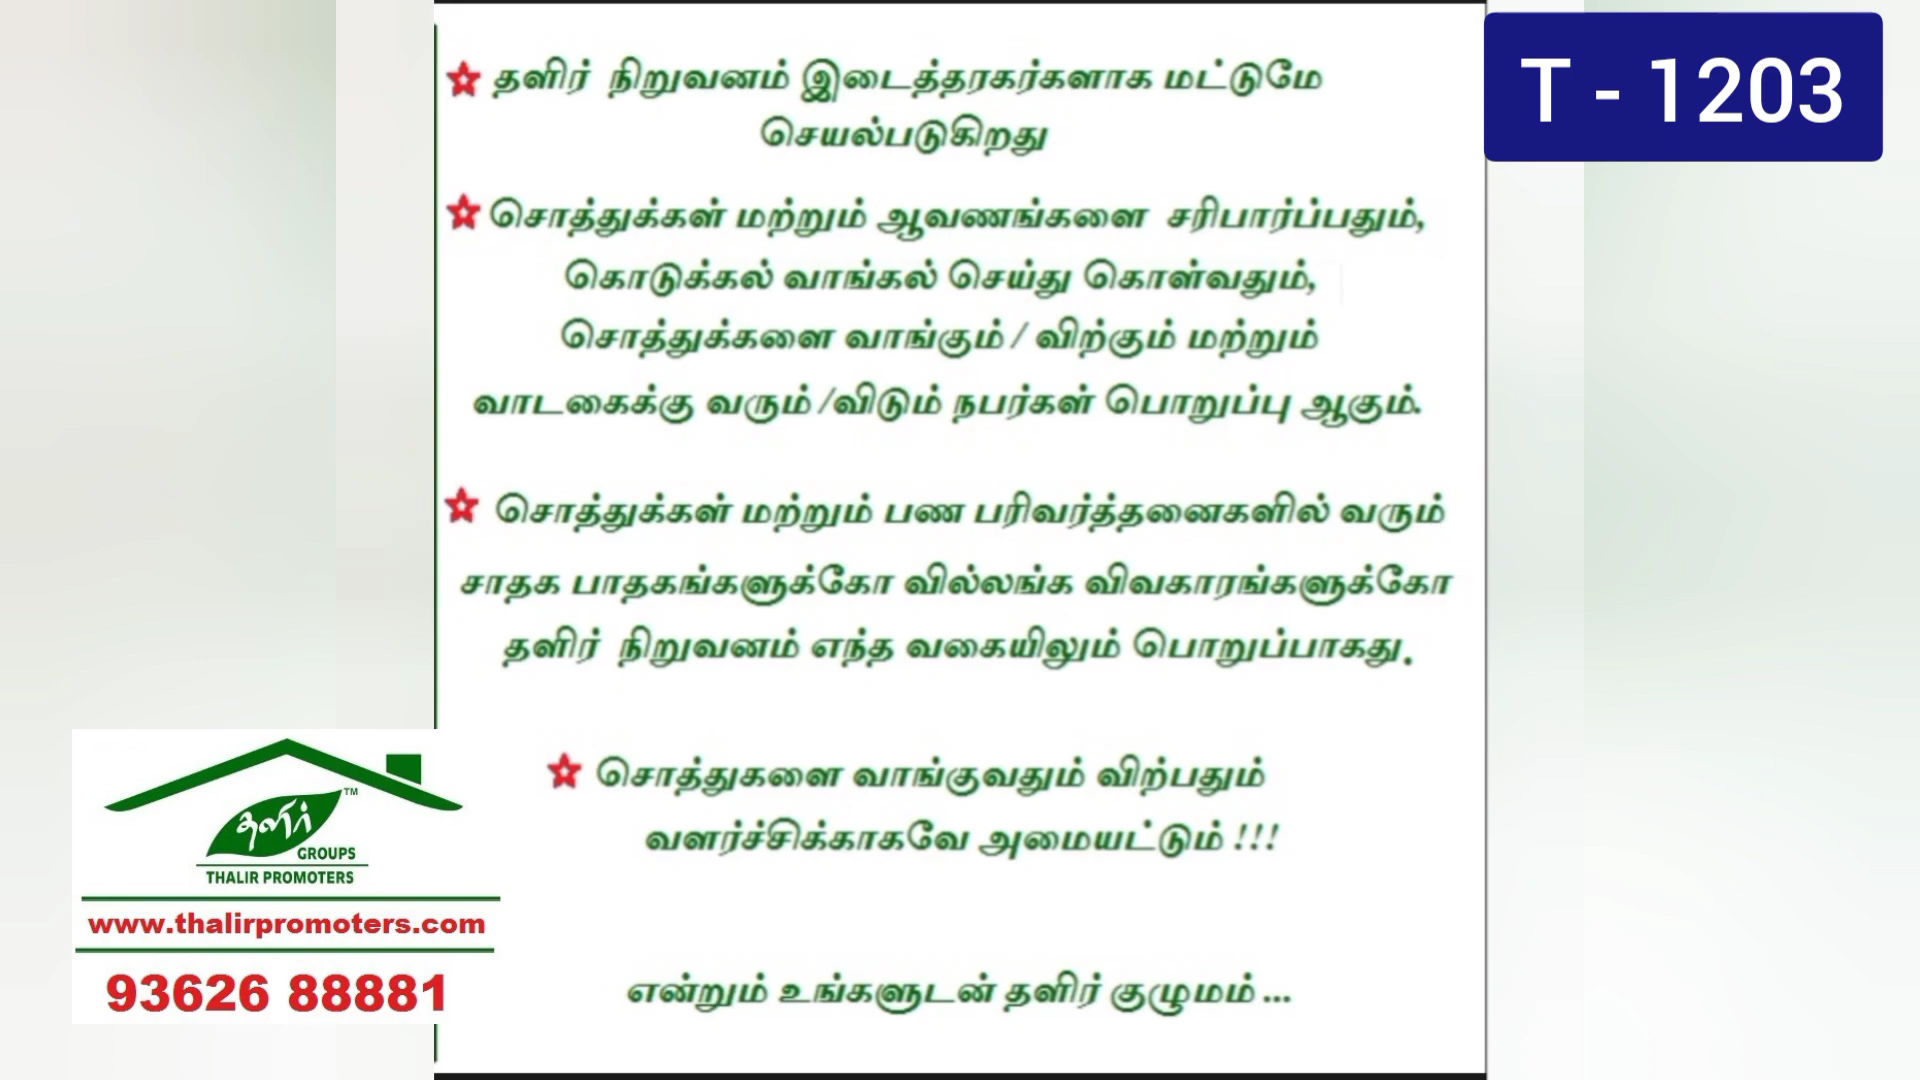 T - 1203
தளிர் நிறுவனம் இடைத்தரகர்களாக மட்டுமே
செயல்படுகிறது
சொத்துக்கள் மற்றும் ஆவணங்களை சரிபார்ப்பதும்,
கொடுக்கல் வாங்கல் செய்து கொள்வதும்,
சொத்துக்களை வாங்கும் / விற்கும் மற்றும்
வாடகைக்கு வரும் /விடும் நபர்கள் பொறுப்பு ஆகும்.
சொத்துக்கள் மற்றும் பண பரிவர்த்தனைகளில் வரும்
சாதக பாதகங்களுக்கோ வில்லங்க விவகாரங்களுக்கோ
தளிர் நிறுவனம் எந்த வகையிலும் பொறுப்பாகது.
சொத்துகளை வாங்குவதும் விற்பதும்
வளர்ச்சிக்காகவே அமையட்டும் !!!
என்றும் உங்களுடன் தளிர் குழுமம் ...
தளிர் TM
GROUPS
THALIR PROMOTERS
www.thalirpromoters.com
93626 88881